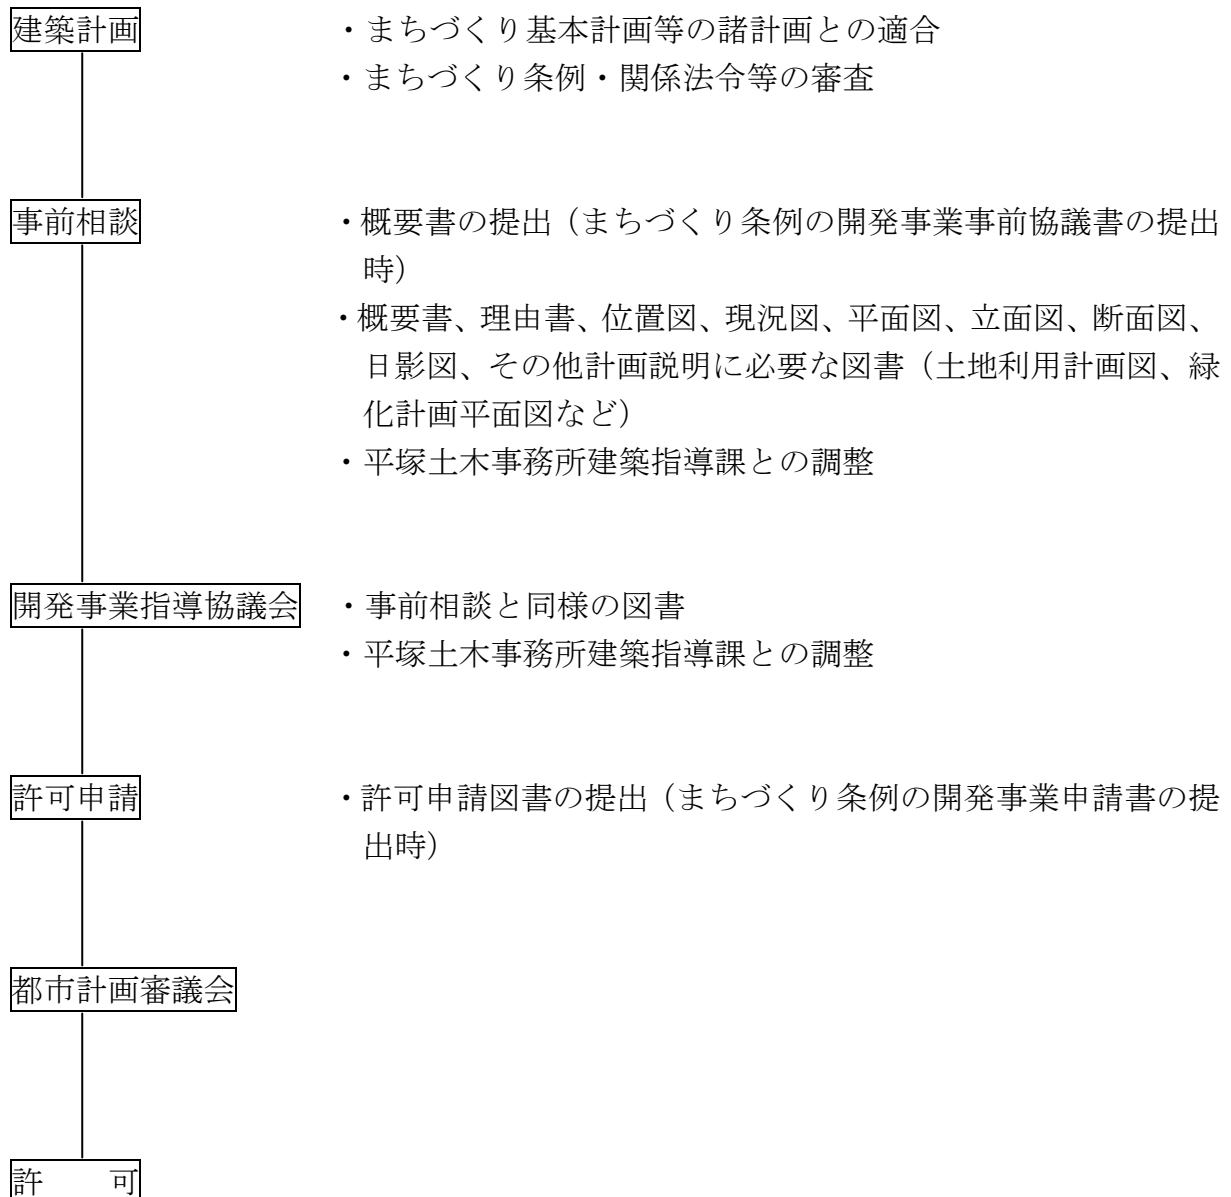 建築計画 ・まちづくり基本計画等の諸計画との適合
・まちづくり条例・関係法令等の審査
事前相談 ・概要書の提出（まちづくり条例の開発事業事前協議書の提出
時）
・概要書、理由書、位置図、現況図、平面図、立面図、断面図、
日影図、その他計画説明に必要な図書（土地利用計画図、緑
化計画平面図など）
・平塚土木事務所建築指導課との調整
開発事業指導協議会 ・事前相談と同様の図書
・平塚土木事務所建築指導課との調整
許可申請 ・許可申請図書の提出（まちづくり条例の開発事業申請書の提
出時）
都市計画審議会
許　　可